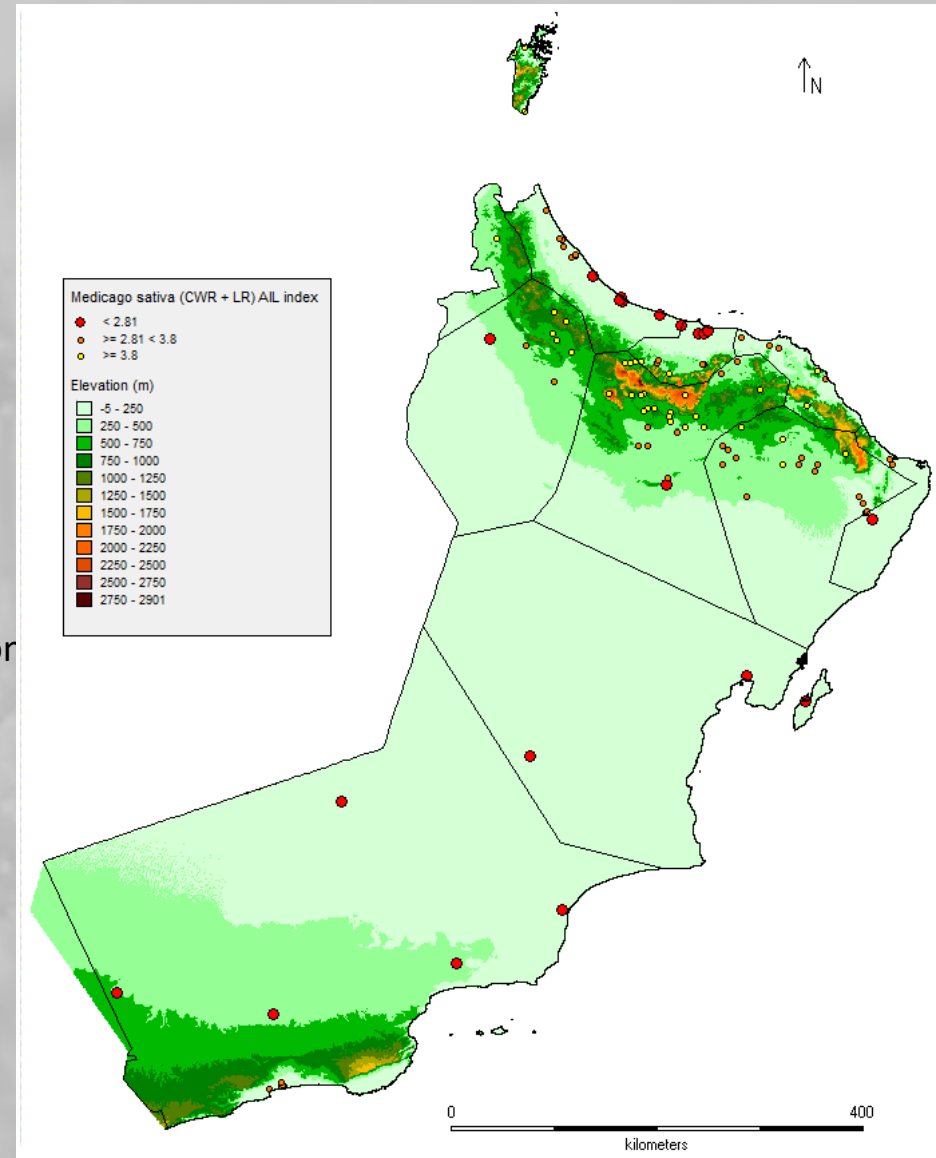 N
Medicago sativa (CWR + LR) AIL index
< 2.81
>= 2.81 < 3.8
>= 3.8
Elevation (m)
-5 - 250
250 - 500
500 - 750
750 - 1000
1000 - 1250
1250 - 1500
1500 - 1750
1750 - 2000
2000 - 2250
2250 - 2500
2500 - 2750
2750 - 2901
0 400
kilometers